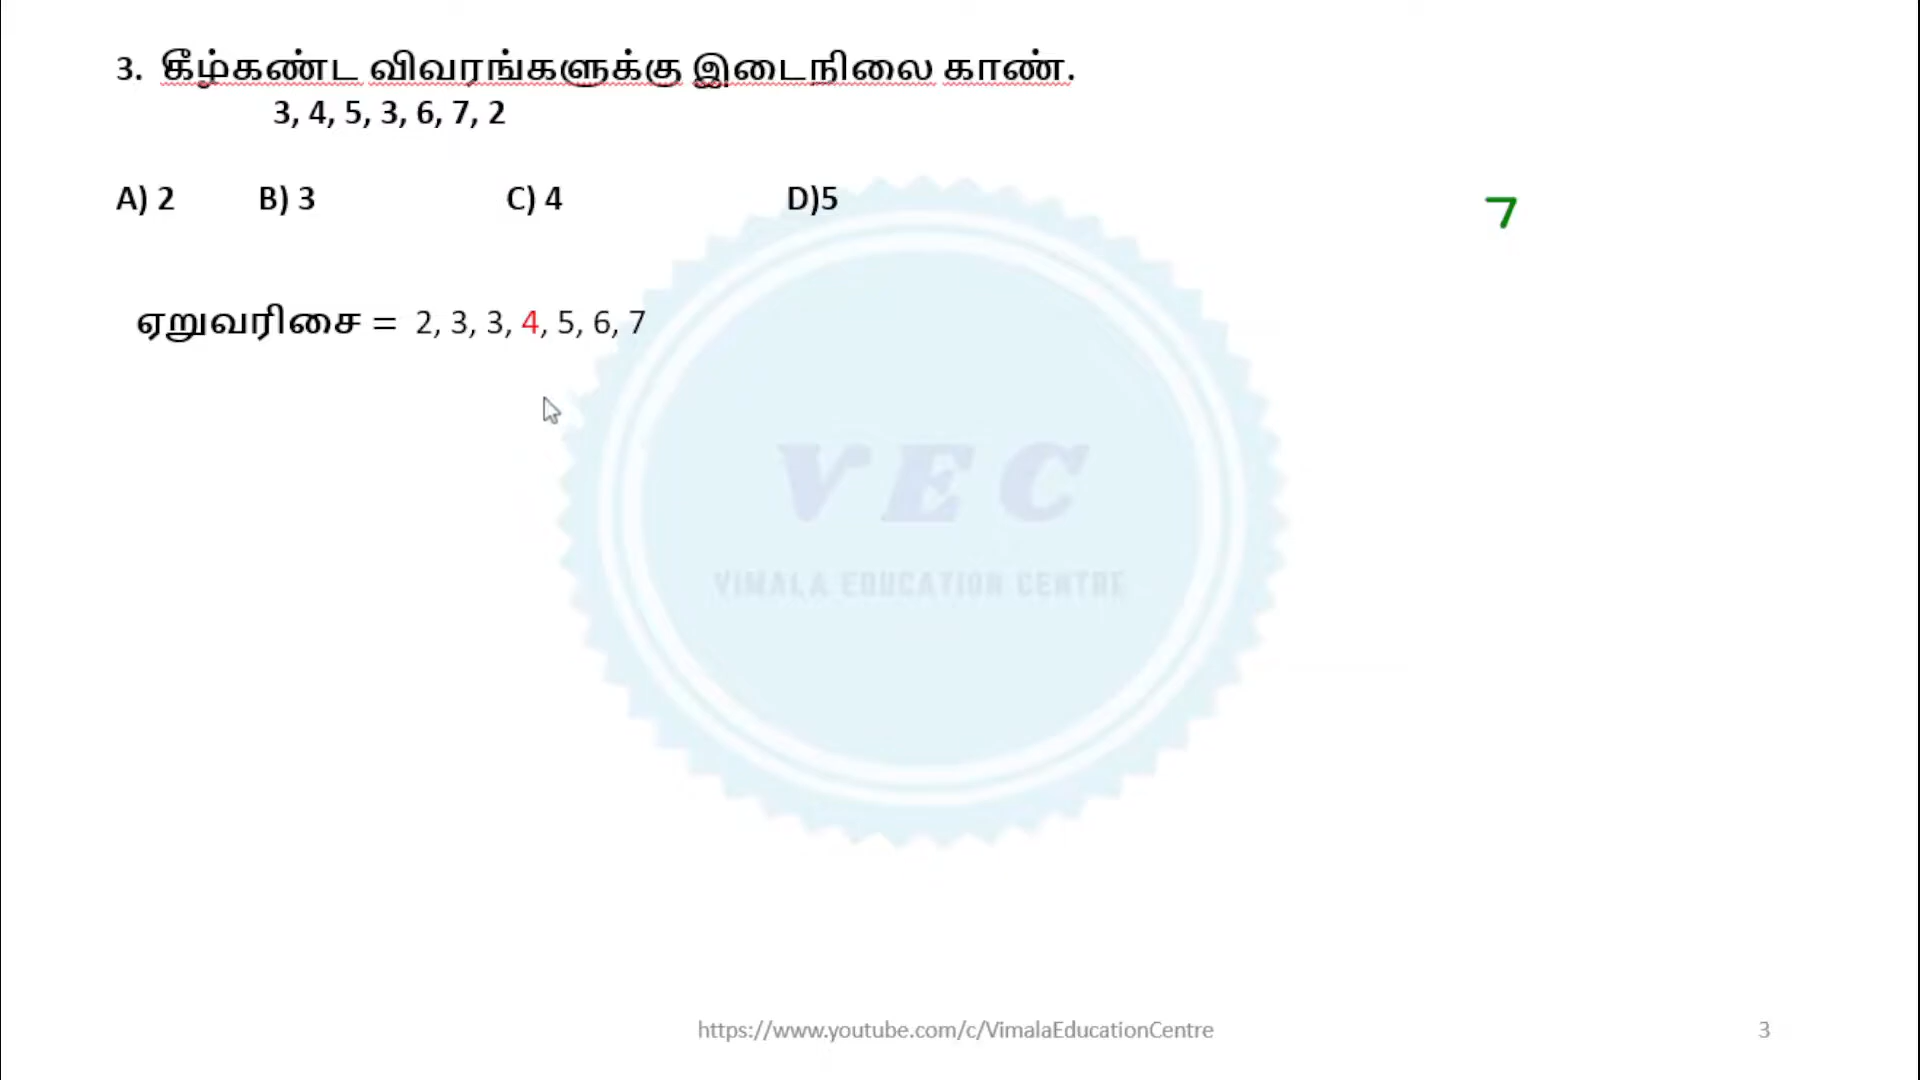 3. கீழ்கண்ட விவரங்களுக்கு இடைநிலை காண்.
3, 4, 5, 3, 6, 7, 2
A) 2 B) 3 C) 4 D)5
7
ஏறுவரிசை = 2, 3, 3, 4, 5, 6, 7
VEC
VIMALA EDUCATION CENTRE
https://www.youtube.com/c/VimalaEducationCentre 3